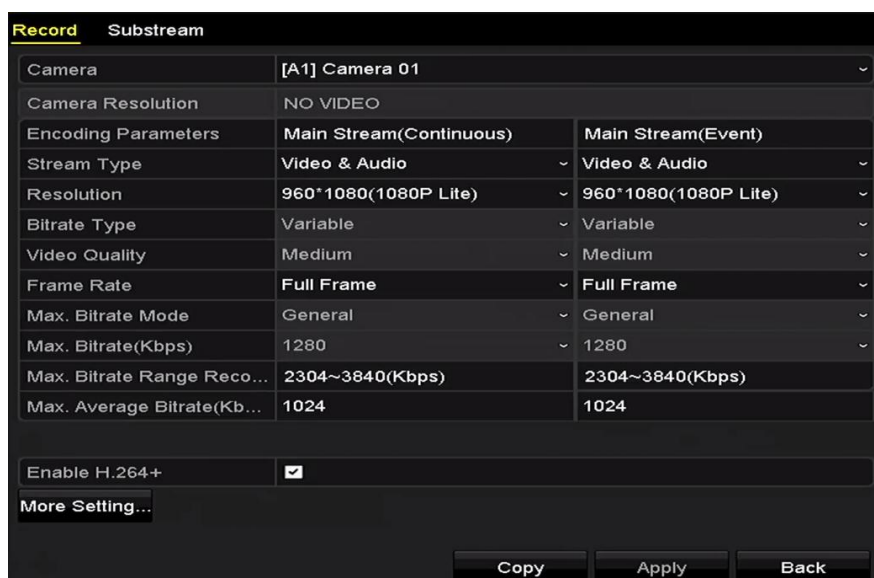 Record Substream
Camera [A1] Camera 01
Camera Resolution NO VIDEO
Encoding Parameters Main Stream(Continuous) Main Stream(Event)
Stream Type Video & Audio Video & Audio
Resolution 960*1080(1080P Lite) 960*1080(1080P Lite)
Bitrate Type Variable Variable
Video Quality Medium Medium
Frame Rate Full Frame Full Frame
Max. Bitrate Mode General General
Max. Bitrate(Kbps) 1280 1280
Max. Bitrate Range Reco... 2304~3840(Kbps) 2304~3840(Kbps)
Max. Average Bitrate(Kb... 1024 1024
Enable H.264+
More Setting...
Copy Apply Back